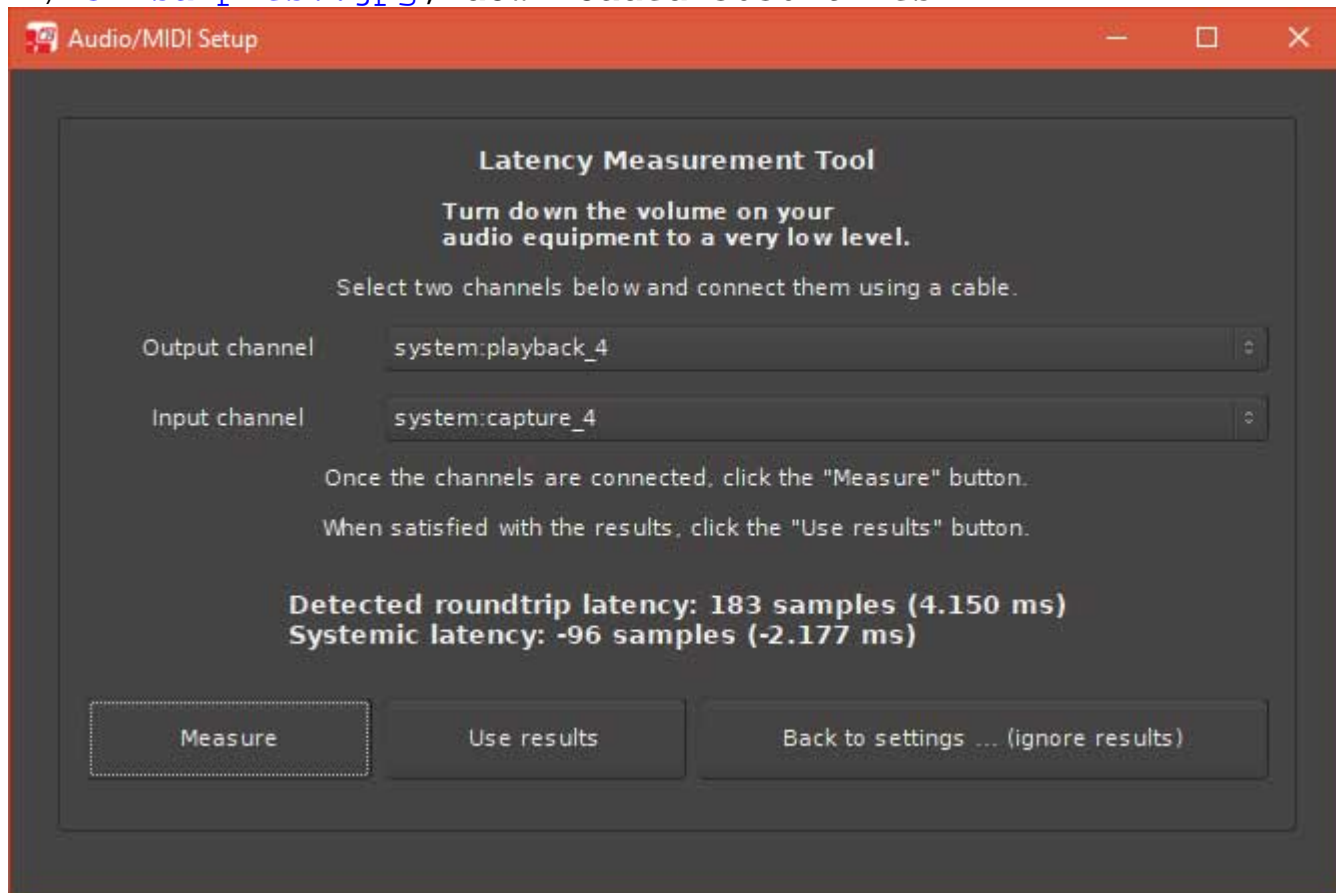 Audio/MIDI Setup
Latency Measurement Tool
Turn down the volume on your
audio equipment to a very low level.
Select two channels below and connect them using a cable.
Output channel system:playback_4
Input channel system:capture_4
Once the channels are connected, click the "Measure" button.
When satisfied with the results, click the "Use results" button.
Detected roundtrip latency: 183 samples (4.150 ms)
Systemic latency: -96 samples (-2.177 ms)
Measure Use results Back to settings ... (ignore results)